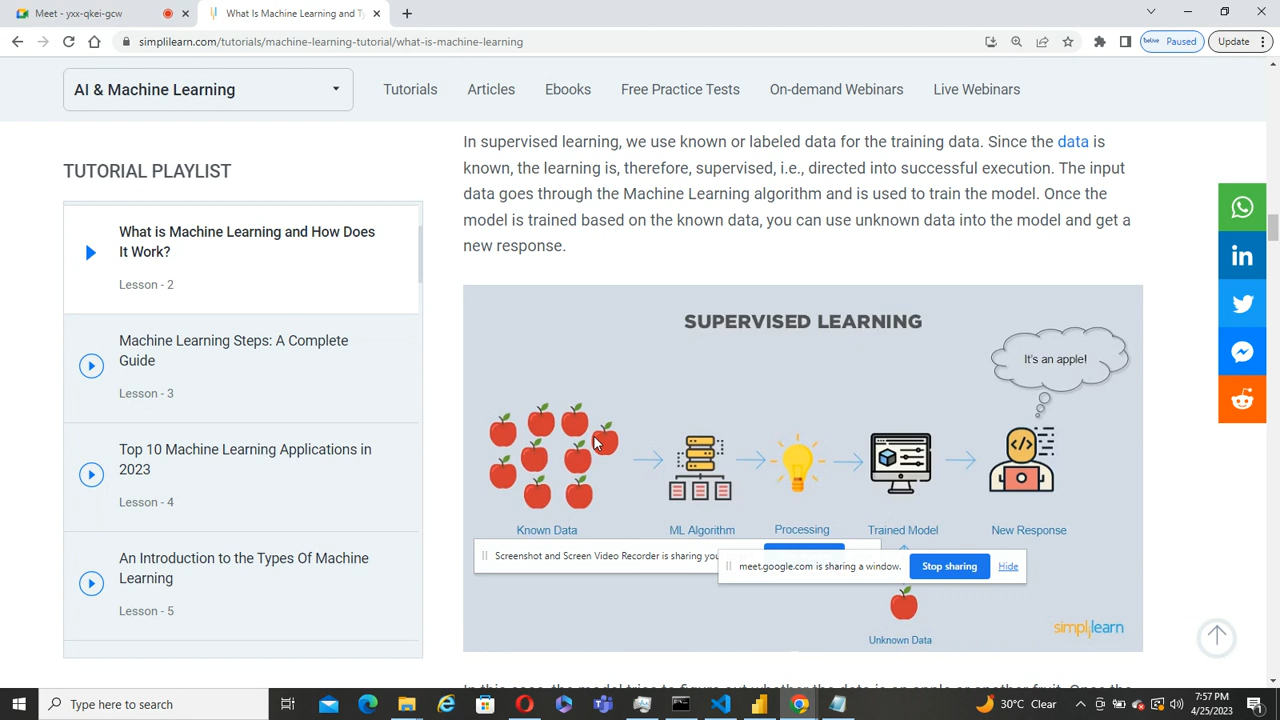 Meet - yxx-qkei-gcw
What Is Machine Learning and T
simplilearn.com/tutorials/machine-learning-tutorial/what-is-machine-learning
belive Paused
Update
AI & Machine Learning
Tutorials
Articles
Ebooks
Free Practice Tests
On-demand Webinars
Live Webinars
TUTORIAL PLAYLIST
What is Machine Learning and How Does
It Work?
Lesson - 2
Machine Learning Steps: A Complete
Guide
Lesson - 3
Top 10 Machine Learning Applications in
2023
Lesson - 4
An Introduction to the Types Of Machine
Learning
Lesson - 5
In supervised learning, we use known or labeled data for the training data. Since the data is
known, the learning is, therefore, supervised, i.e., directed into successful execution. The input
data goes through the Machine Learning algorithm and is used to train the model. Once the
model is trained based on the known data, you can use unknown data into the model and get a
new response.
SUPERVISED LEARNING
It's an apple!
Known Data
ML Algorithm
Processing
Trained Model
New Response
Screenshot and Screen Video Recorder is sharing
meet.google.com is sharing a window.
Stop sharing
Hide
Unknown Data
simplilearn
Type here to search
30°C Clear
7:57 PM
4/25/2023